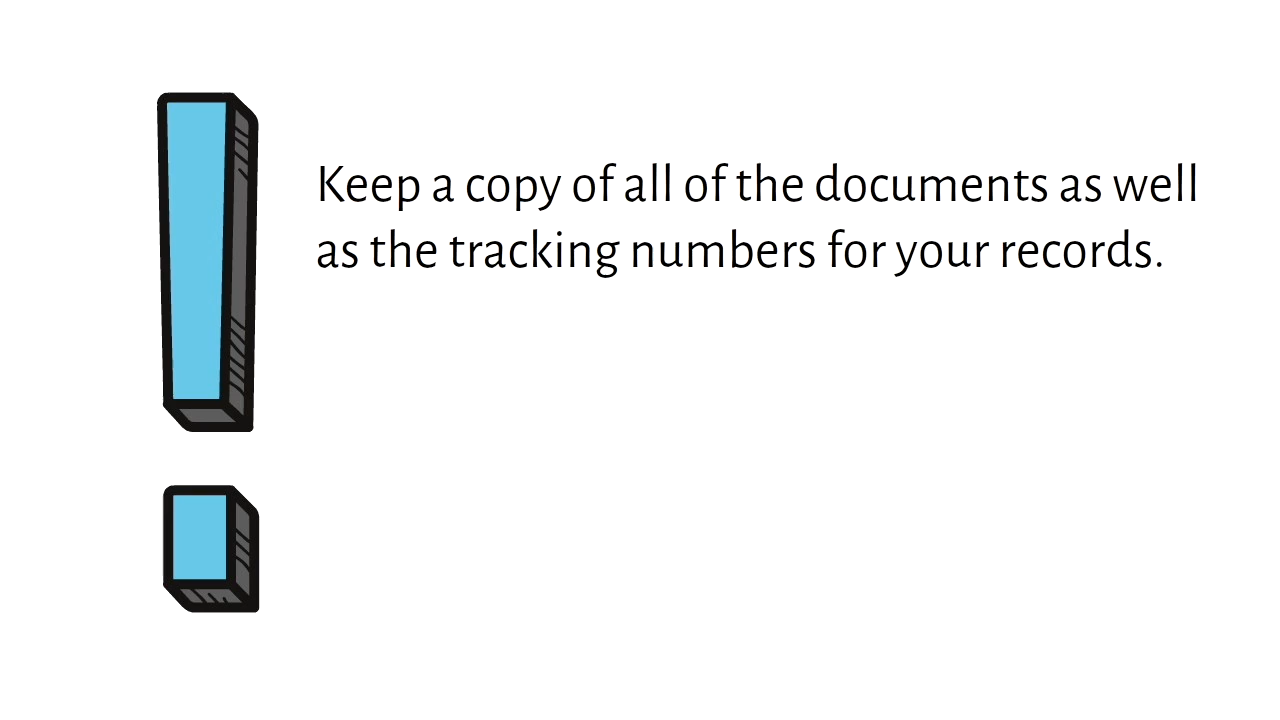 Keep a copy of all of the documents as well
as the tracking numbers for your records.